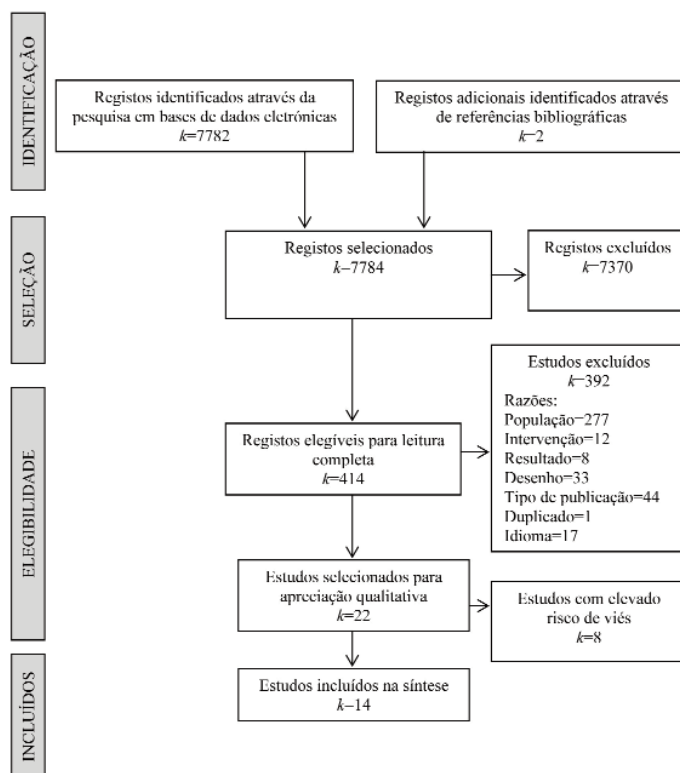 IDENTIFICAÇÃO
Registos identificados através da
pesquisa em bases de dados eletrónicas
k=7782
Registos adicionais identificados através
de referências bibliográficas
k=2
SELEÇÃO
Registos selecionados
k=7784
Registos excluídos
k=7370
ELEGIBILIDADE
Registos elegíveis para leitura
completa
k=414
Estudos excluídos
k=392
Razões:
População=277
Intervenção=12
Resultado=8
Desenho=33
Tipo de publicação=44
Duplicado=1
Idioma=17
Estudos selecionados para
apreciação qualitativa
k=22
Estudos com elevado
risco de viés
k=8
INCLUÍDOS
Estudos incluídos na síntese
k=14